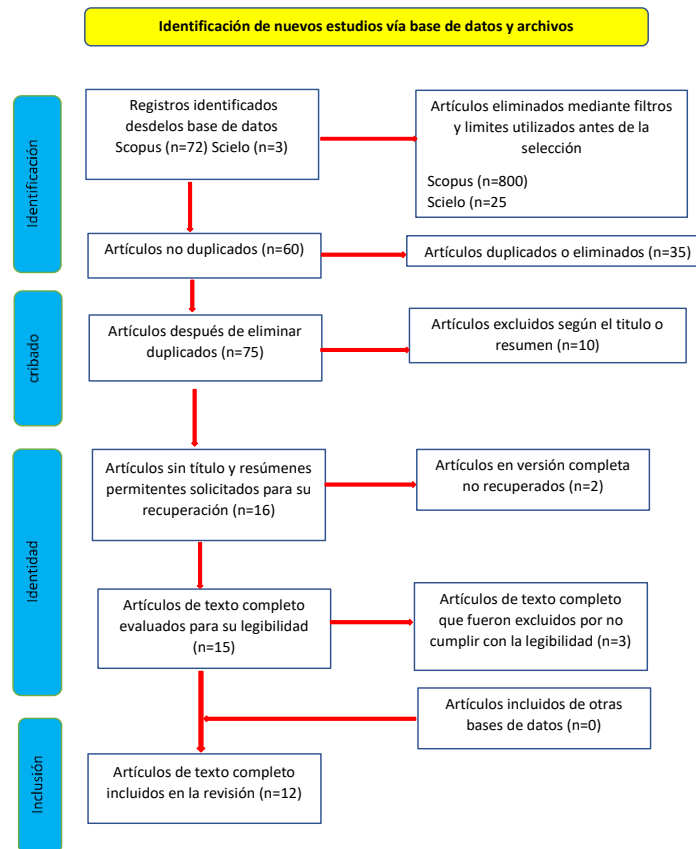 Identificación de nuevos estudios vía base de datos y archivos
Identificación
Registros identificados
desdelos base de datos
Scopus (n=72) Scielo (n=3)
Artículos eliminados mediante filtros
y limites utilizados antes de la
selección
Scopus (n=800)
Scielo (n=25
Artículos no duplicados (n=60)
Artículos duplicados o eliminados (n=35)
cribado
Artículos después de eliminar
duplicados (n=75)
Artículos excluidos según el titulo o
resumen (n=10)
Identidad
Artículos sin título y resúmenes
permitentes solicitados para su
recuperación (n=16)
Artículos en versión completa
no recuperados (n=2)
Artículos de texto completo
evaluados para su legibilidad
(n=15)
Artículos de texto completo
que fueron excluidos por no
cumplir con la legibilidad (n=3)
Artículos incluidos de otras
bases de datos (n=0)
Inclusión
Artículos de texto completo
incluidos en la revisión (n=12)